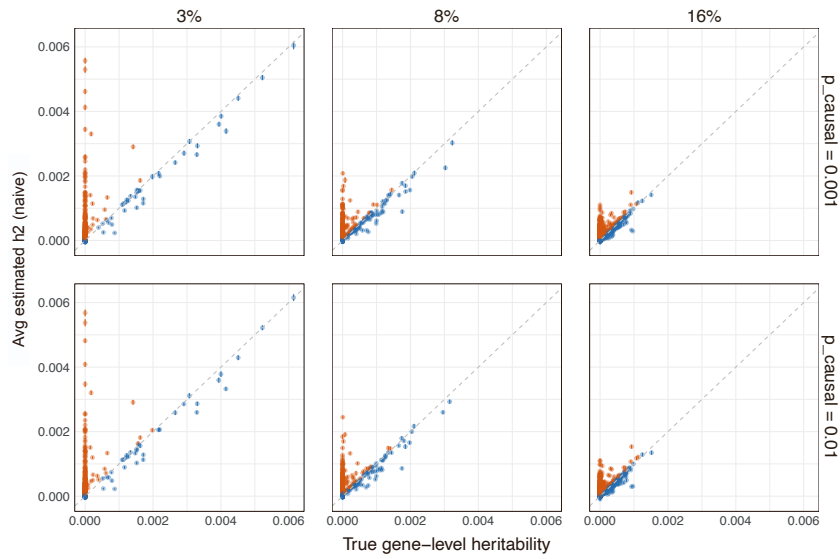 3% 8% 16%
0.006
0.004
0.002
0.000
p_causal = 0.001
Avg estimated h2 (naive)
0.006
0.004
0.002
0.000
p_causal = 0.01
0.000 0.002 0.004 0.006 0.000 0.002 0.004 0.006 0.000 0.002 0.004 0.006
True gene−level heritability